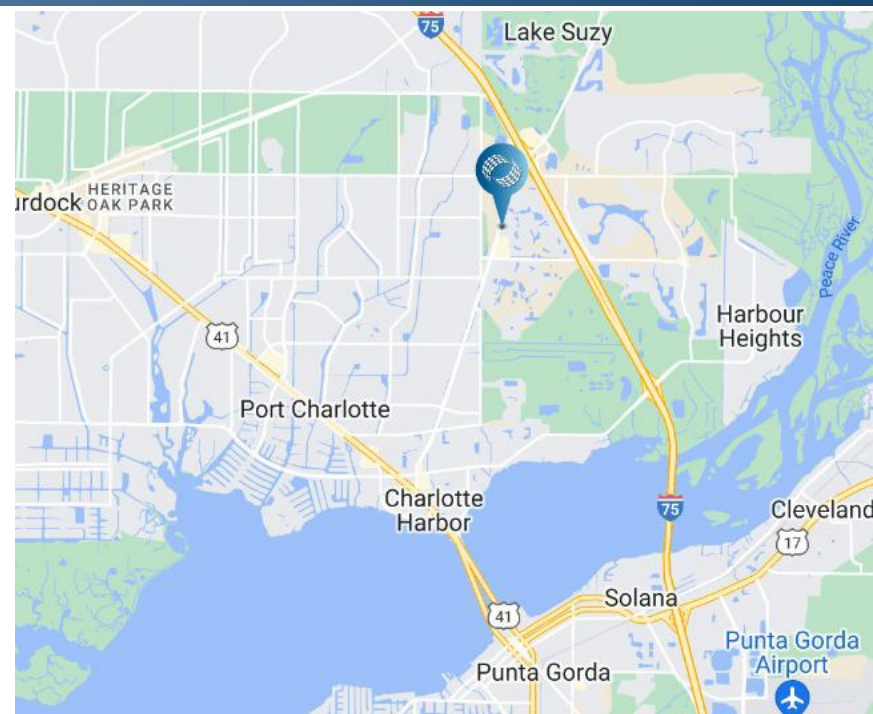 75
Lake Suzy
HERITAGE
OAK PARK
urdock
Peace River
Harbour
Heights
41
Port Charlotte
Charlotte
Harbor
75
Cleveland
17
Solana
41
Punta Gorda
Airport
Punta Gorda